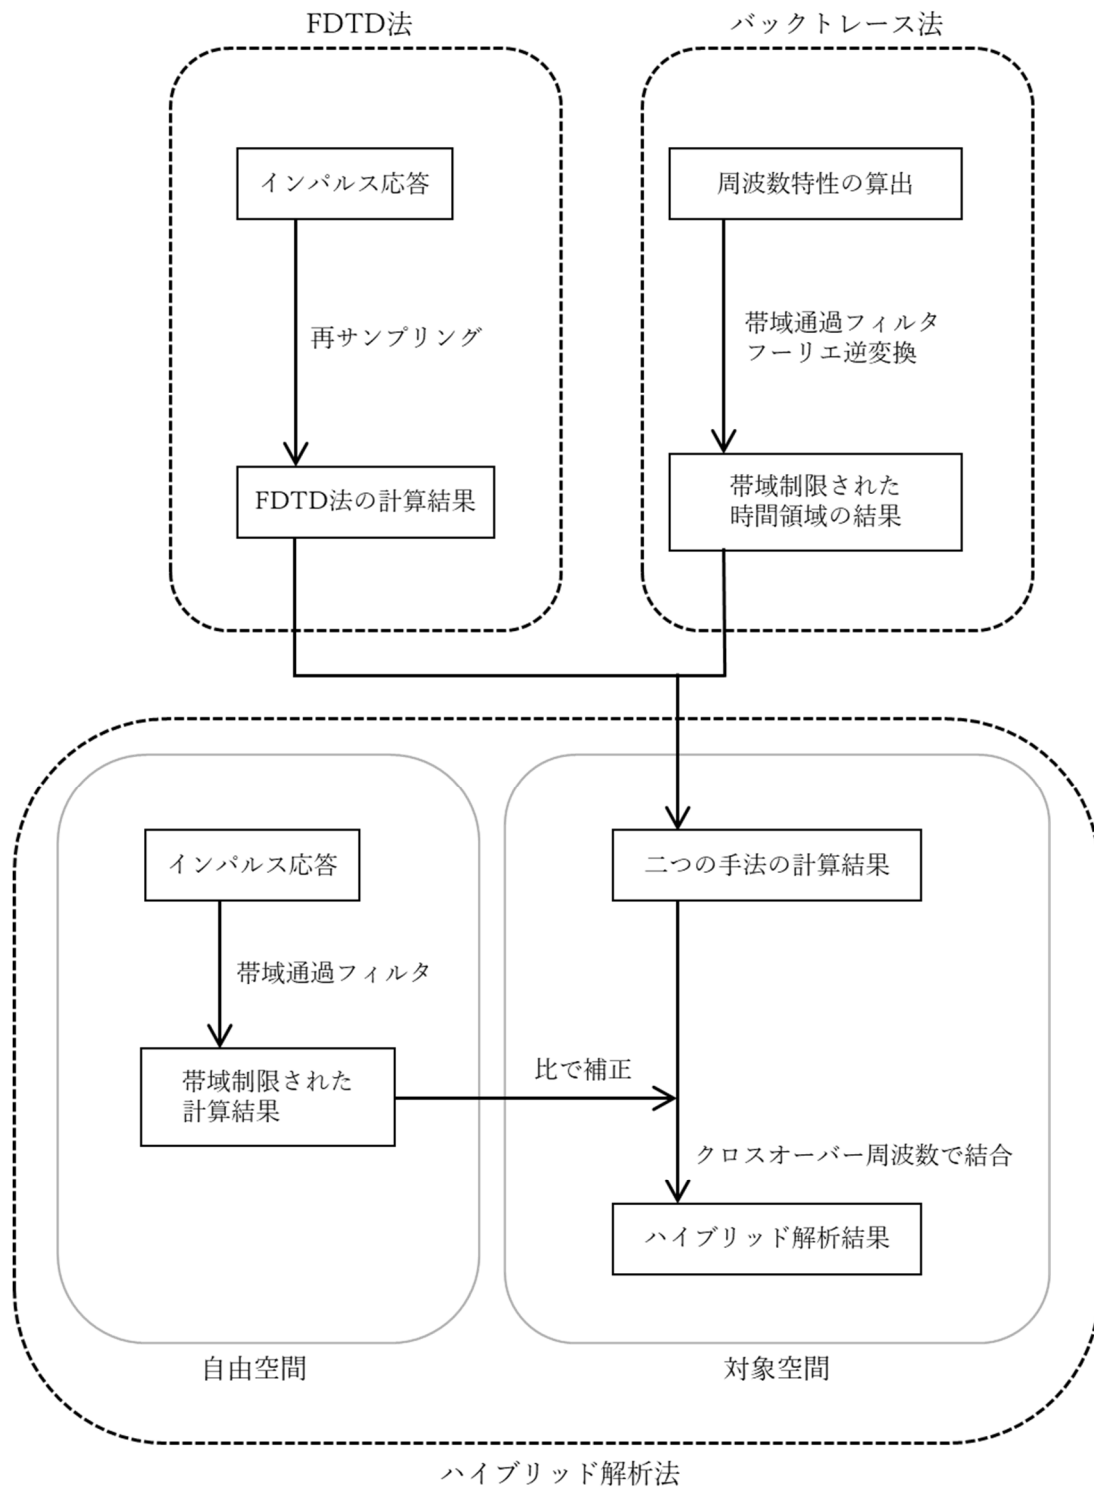 FDTD法
バックトレース法
インパルス応答
周波数特性の算出
再サンプリング
帯域通過フィルタ
フーリエ逆変換
FDTD法の計算結果
帯域制限された
時間領域の結果
インパルス応答
二つの手法の計算結果
帯域通過フィルタ
帯域制限された
計算結果
比で補正
クロスオーバー周波数で結合
ハイブリッド解析結果
自由空間
対象空間
ハイブリッド解析法